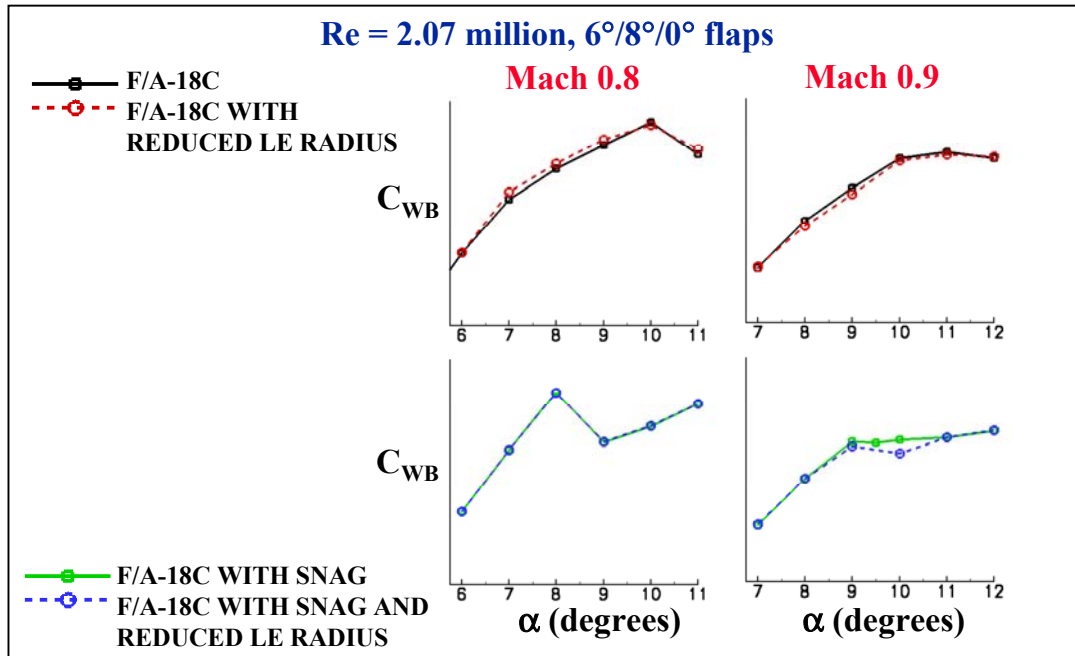 Re = 2.07 million, 6°/8°/0° flaps
F/A-18C
F/A-18C WITH
REDUCED LE RADIUS
Mach 0.8
Mach 0.9
CWB
6 7 8 9 10 11
7 8 9 10 11 12
CWB
6 7 8 9 10 11
7 8 9 10 11 12
F/A-18C WITH SNAG
F/A-18C WITH SNAG AND
REDUCED LE RADIUS
α (degrees)
α (degrees)